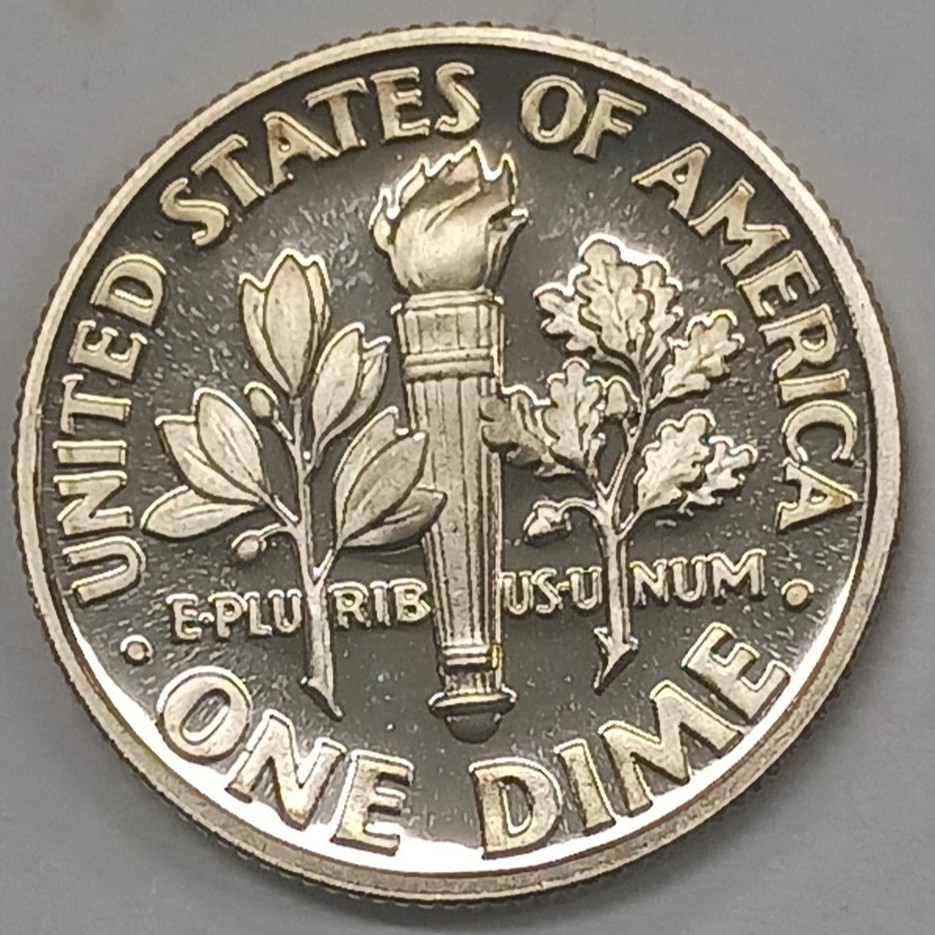 UNITED STATES OF AMERICA
E·PLURIBUS·UNUM
· ONE DIME ·